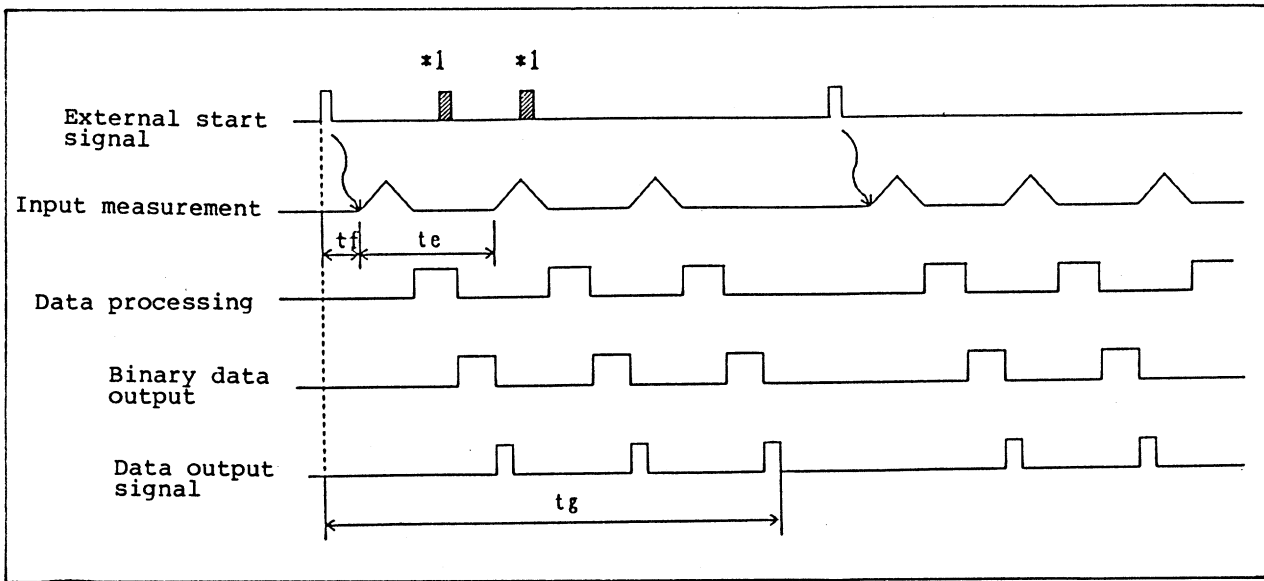 *1 *1
External start
signal
Input measurement
tf te
Data processing
Binary data
output
Data output
signal
tg